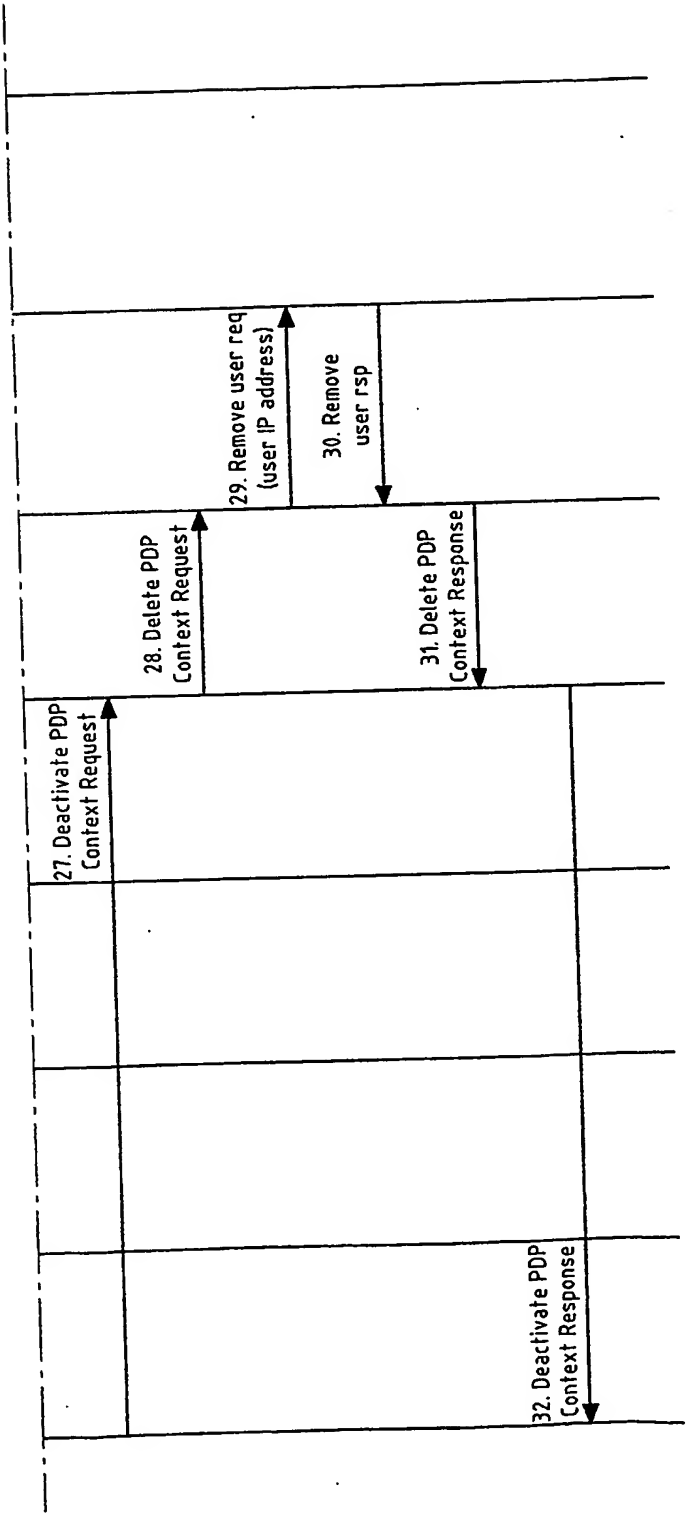 27. Deactivate PDP
Context Request
28. Delete PDP
Context Request
29. Remove user req
(user IP address)
30. Remove
user rsp
31. Delete PDP
Context Response
32. Deactivate PDP
Context Response